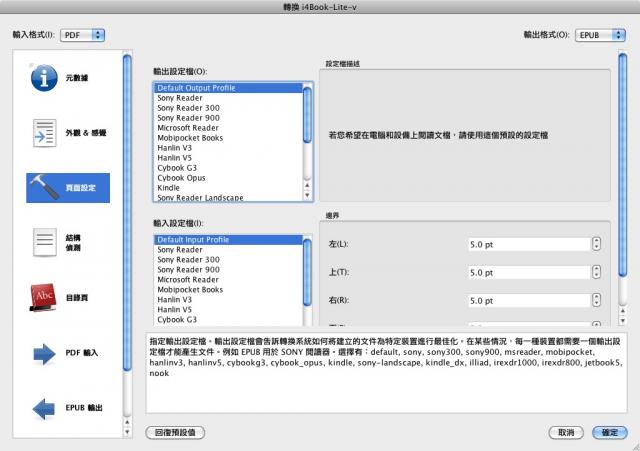 轉換 i4Book-Lite-v
輸入格式(I): PDF
輸出格式(O): EPUB
元數據
外觀 & 感覺
頁面設定
結構
偵測
目錄頁
PDF 輸入
EPUB 輸出
輸出設定檔(O):
Default Output Profile
Sony Reader
Sony Reader 300
Sony Reader 900
Microsoft Reader
Mobipocket Books
Hanlin V3
Hanlin V5
Cybook G3
Cybook Opus
Kindle
Sony Reader Landscape
設定檔描述
若您希望在電腦和設備上閱讀文檔，請使用這個預設的設定檔
輸入設定檔(I):
Default Input Profile
Sony Reader
Sony Reader 300
Sony Reader 900
Microsoft Reader
Mobipocket Books
Hanlin V3
Hanlin V5
Cybook G3
邊界
左(L): 5.0 pt
上(T): 5.0 pt
右(R): 5.0 pt
5.0 pt
指定輸出設定檔。輸出設定檔會告訴轉換系統如何將建立的文件為特定裝置進行最佳化。在某些情況，每一種裝置都需要一個輸出設
定檔才能產生文件。例如 EPUB 用於 SONY 閱讀器。選擇有：default, sony, sony300, sony900, msreader, mobipocket,
hanlinv3, hanlinv5, cybookg3, cybook_opus, kindle, sony-landscape, kindle_dx, illiad, irexdr1000, irexdr800, jetbook5,
nook
回復預設值
取消
確定